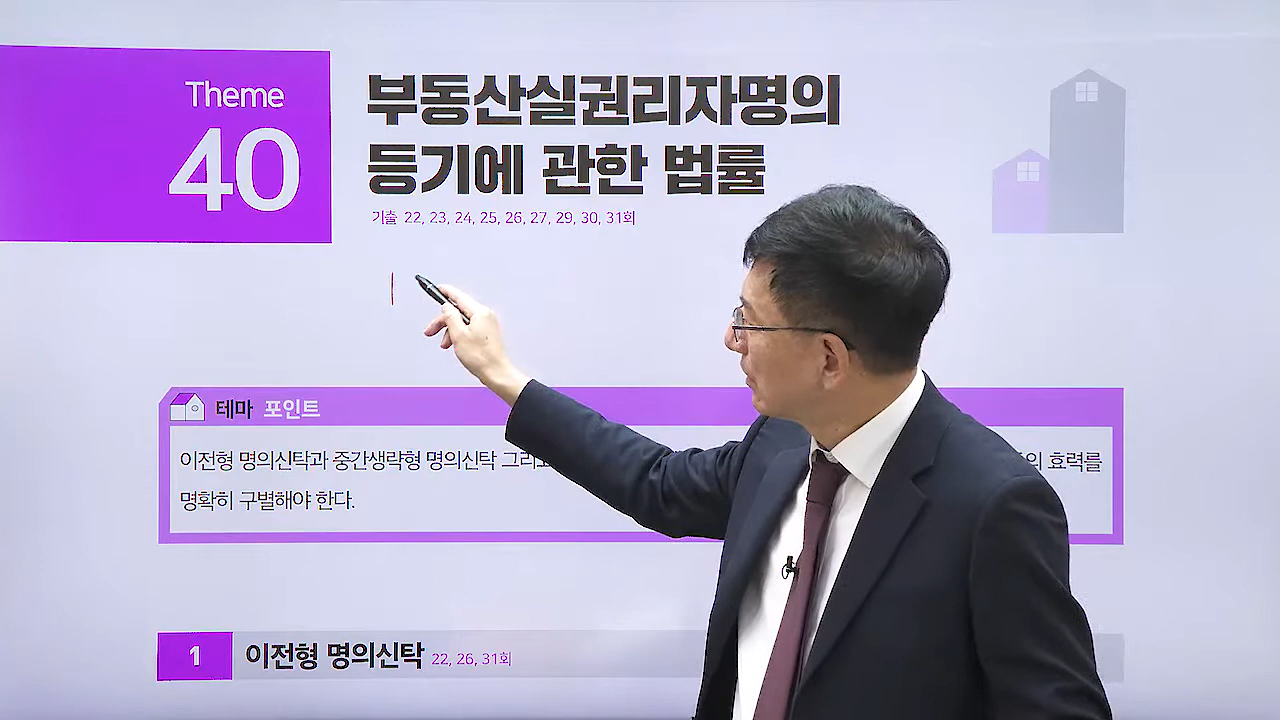 Theme
40
부동산실권리자명의
등기에 관한 법률
기출 22, 23, 24, 25, 26, 27, 29, 30, 31회
테마 포인트
이전형 명의신탁과 중간생략형 명의신탁 효력를
명확히 구별해야 한다.
1 이전형 명의신탁 22, 26, 31회